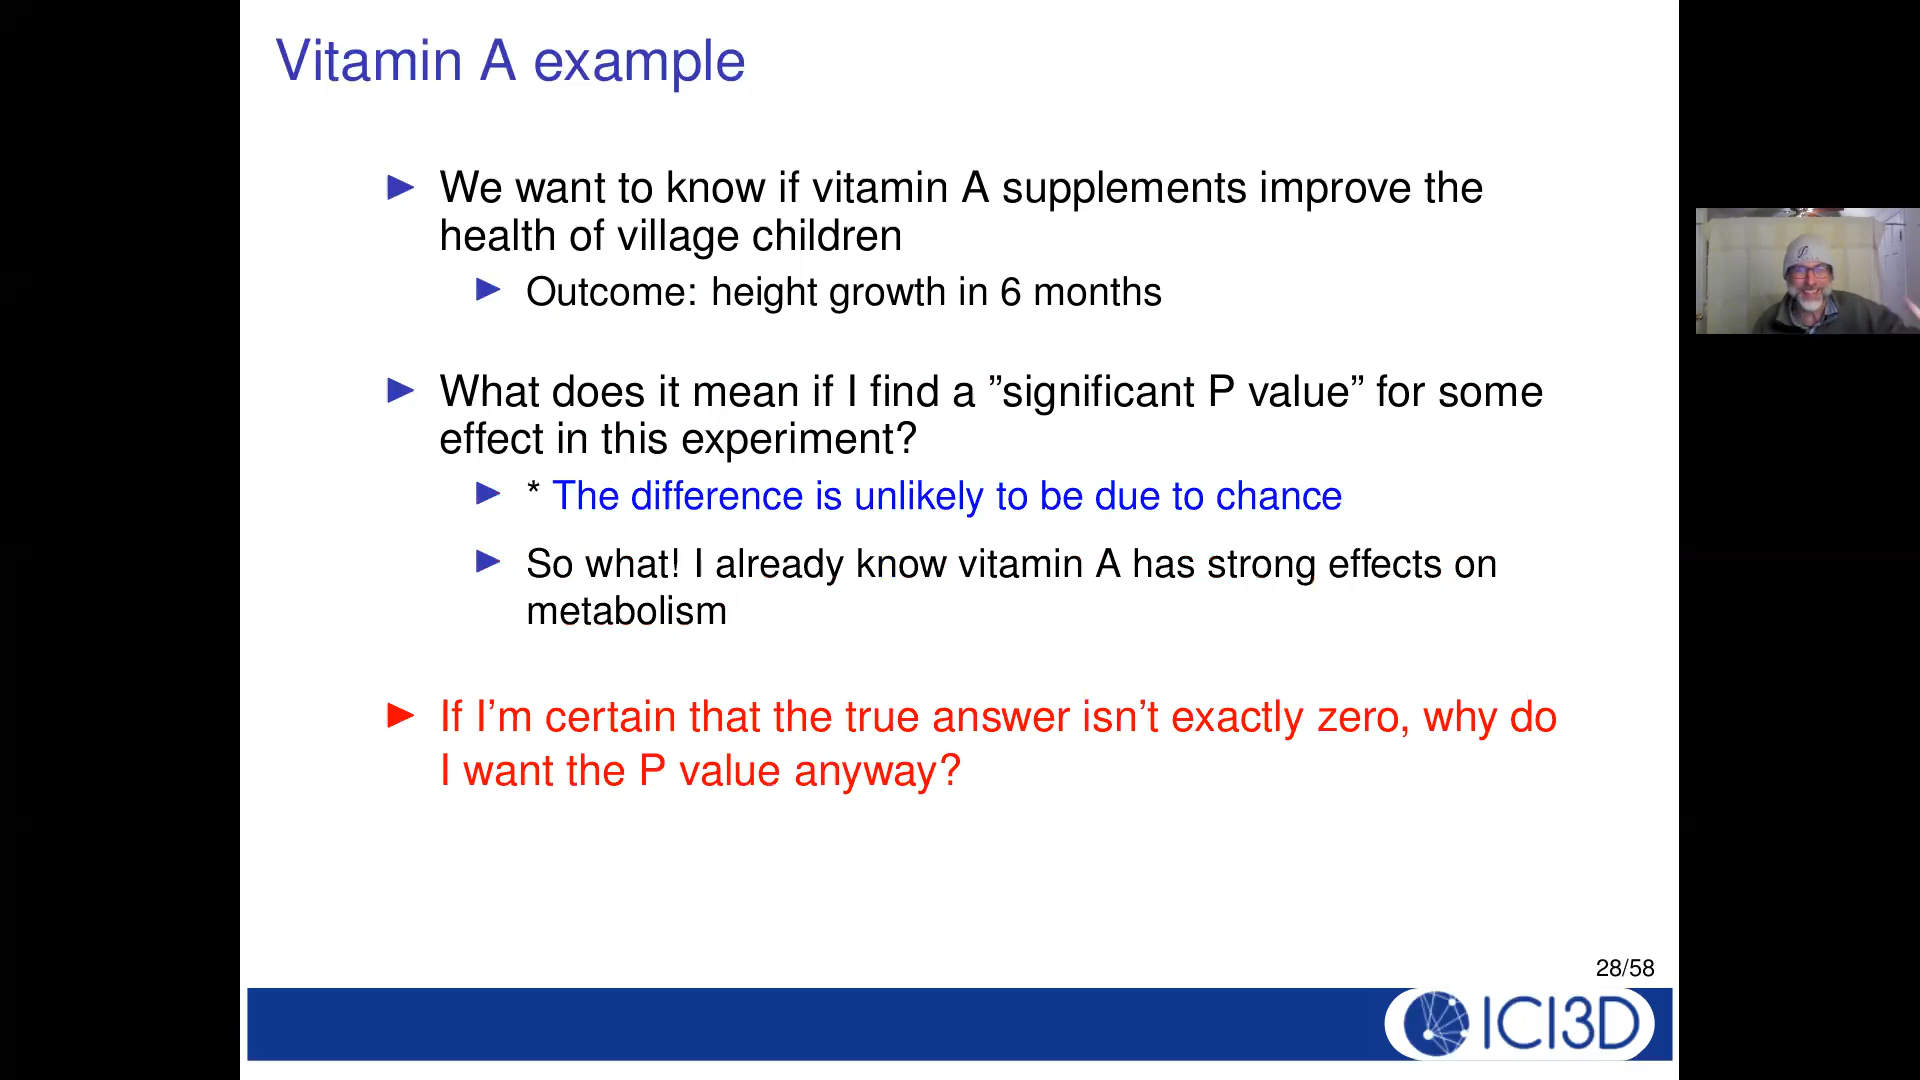 Vitamin A example
We want to know if vitamin A supplements improve the
health of village children
Outcome: height growth in 6 months
What does it mean if I find a ”significant P value” for some
effect in this experiment?
* The difference is unlikely to be due to chance
So what! I already know vitamin A has strong effects on
metabolism
If I’m certain that the true answer isn’t exactly zero, why do
I want the P value anyway?
28/58
ICI3D